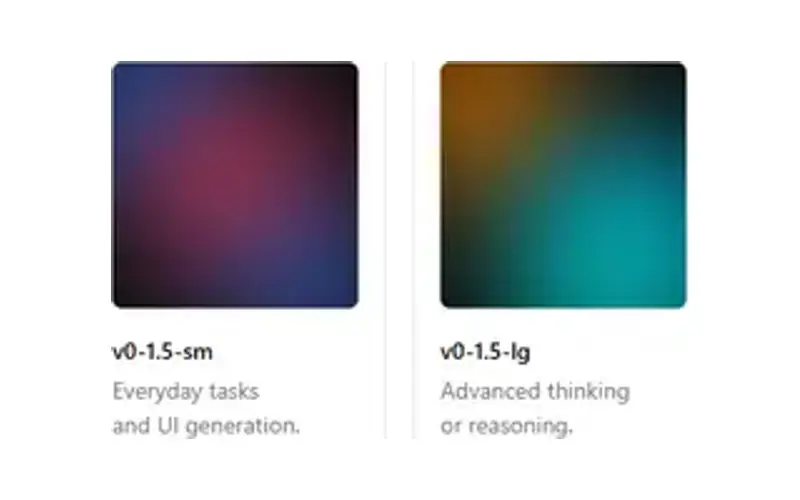 v0-1.5-sm
Everyday tasks
and UI generation.
v0-1.5-lg
Advanced thinking
or reasoning.